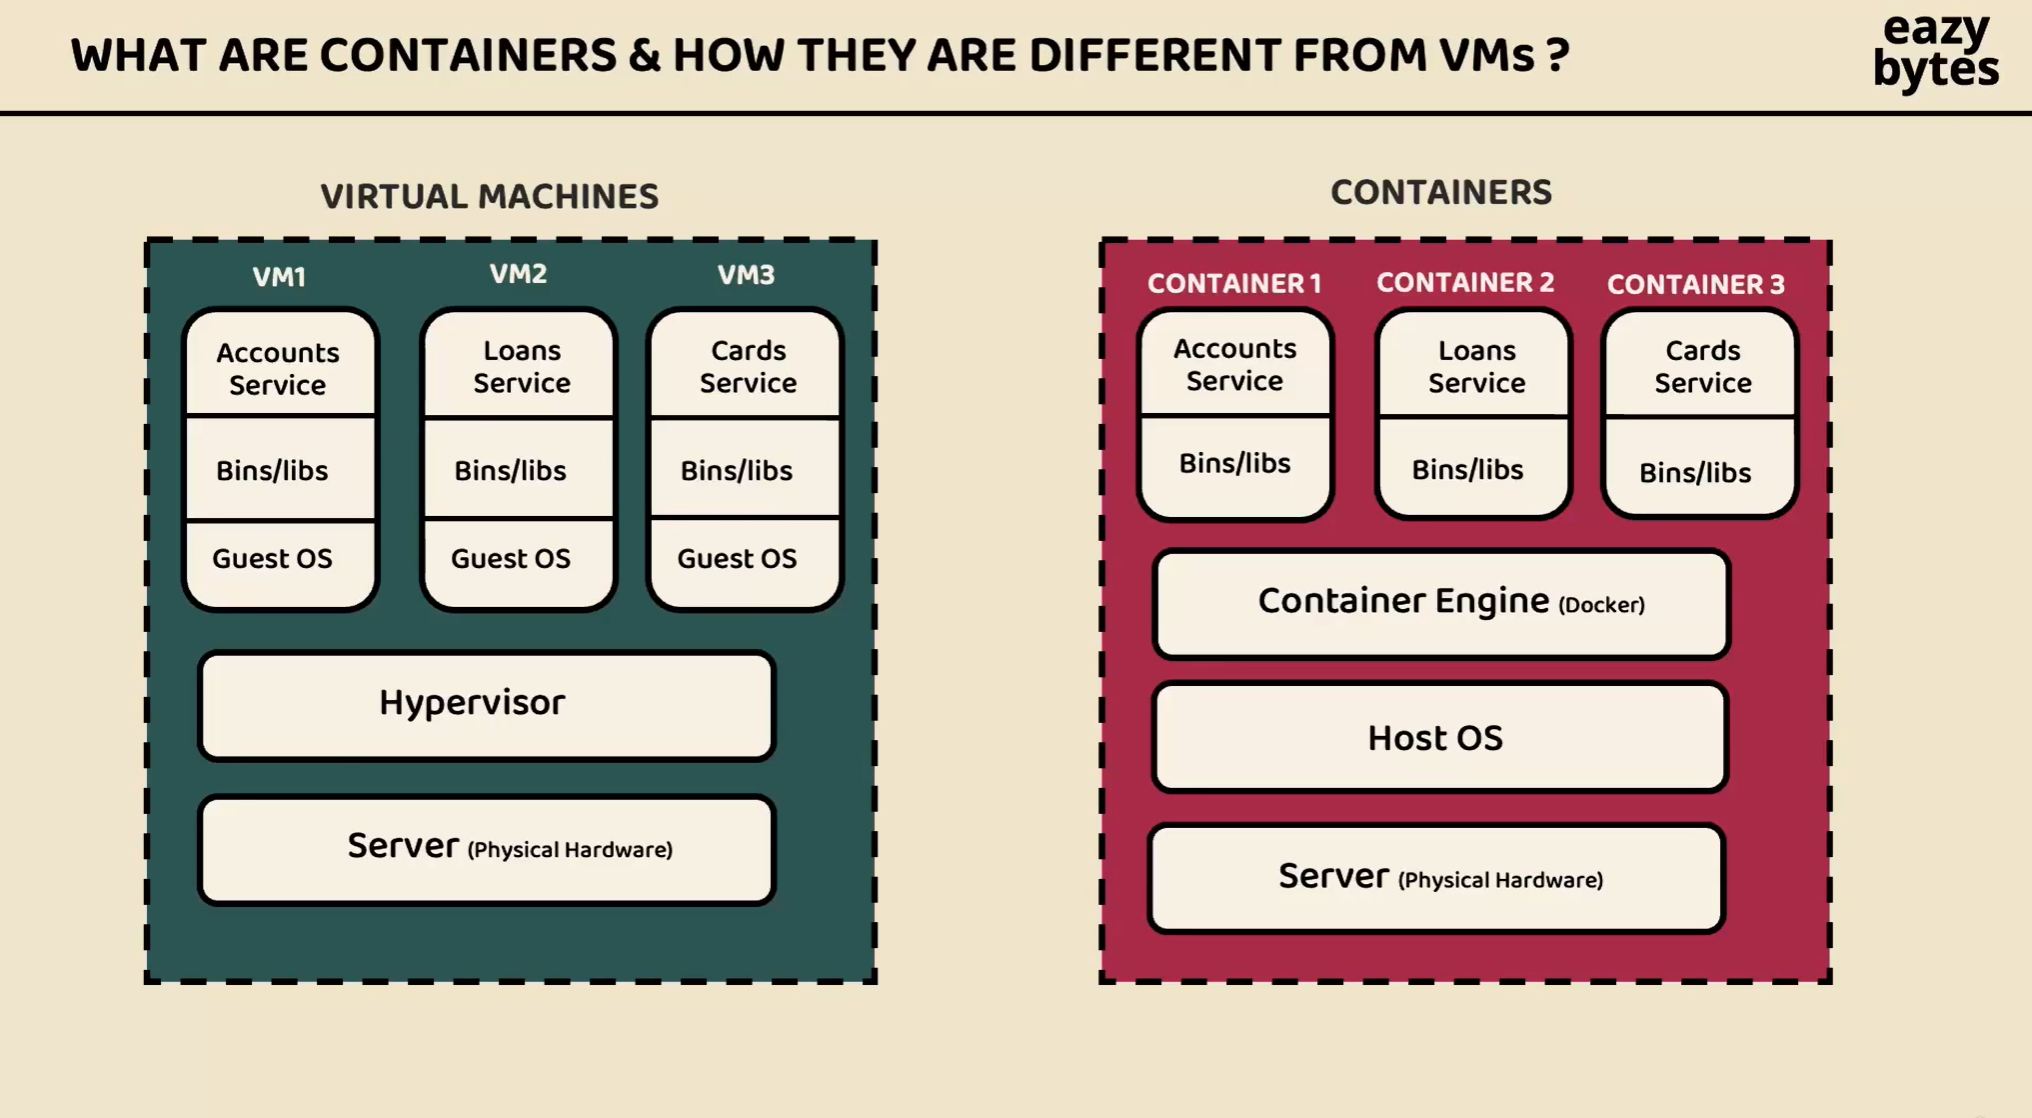 WHAT ARE CONTAINERS & HOW THEY ARE DIFFERENT FROM VMs ?
eazy
bytes
VIRTUAL MACHINES
VM1
VM2
VM3
Accounts
Service
Loans
Service
Cards
Service
Bins/libs
Bins/libs
Bins/libs
Guest OS
Guest OS
Guest OS
Hypervisor
Server (Physical Hardware)
CONTAINERS
CONTAINER 1
CONTAINER 2
CONTAINER 3
Accounts
Service
Loans
Service
Cards
Service
Bins/libs
Bins/libs
Bins/libs
Container Engine (Docker)
Host OS
Server (Physical Hardware)